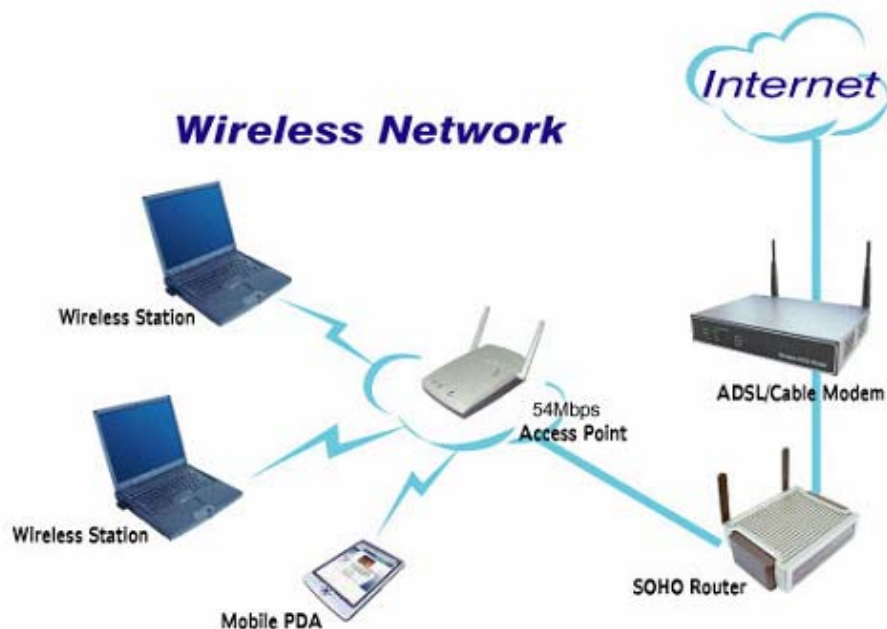 Internet
Wireless Network
Wireless Station
54Mbps
Access Point
ADSL/Cable Modem
Wireless Station
SOHO Router
Mobile PDA